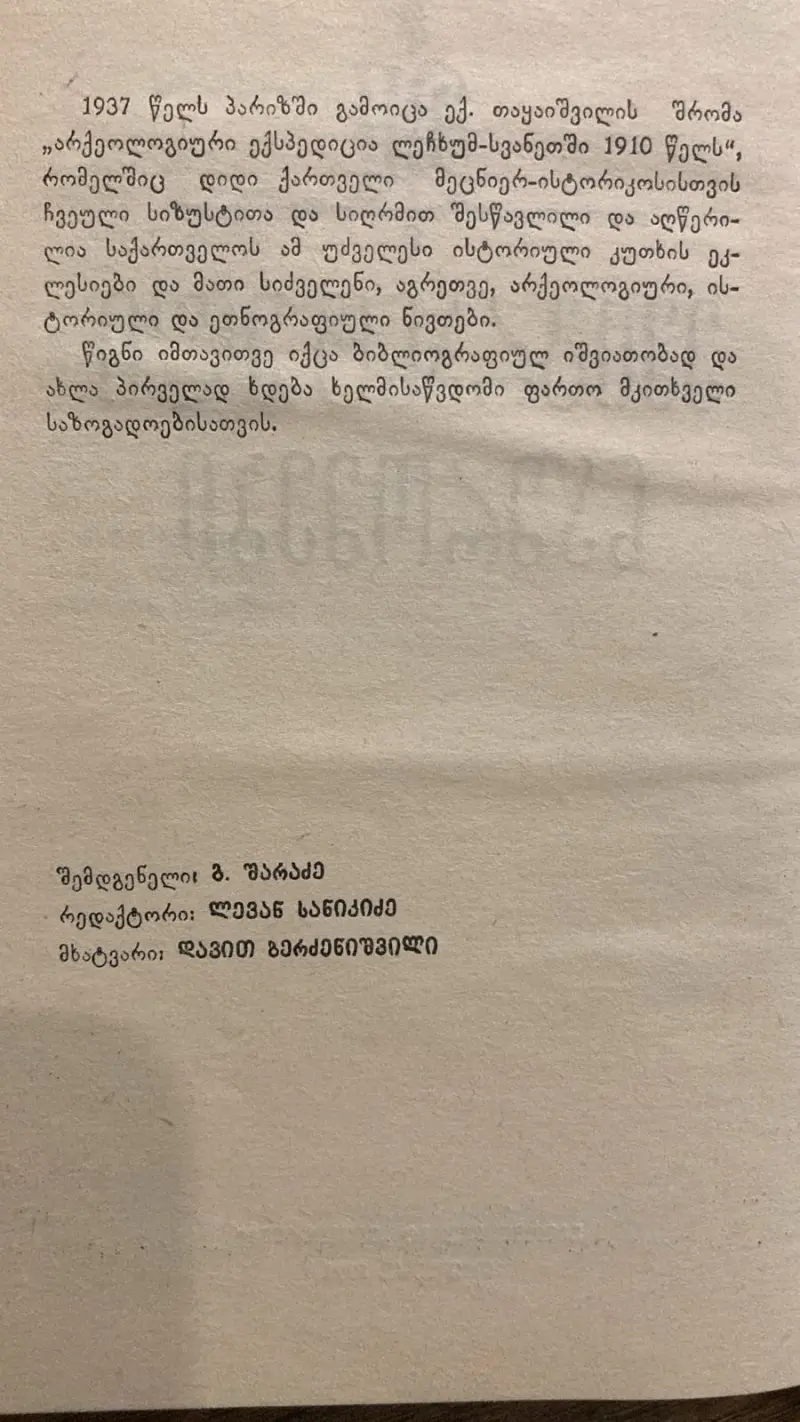 1937 წელს პარიზში გამოიცა ექ. თაყაიშვილის შრომა
„არქეოლოგიური ექსპედიცია ლეჩხუმ-სვანეთში 1910 წელს“,
რომელშიც დიდი ქართველი მეცნიერ-ისტორიკოსისთვის
ჩვეული სიზუსტითა და სიღრმით შესწავლილი და აღწერი-
ლია საქართველოს ამ უძველესი ისტორიული კუთხის ეკ-
ლესიები და მათი სიძველენი, აგრეთვე, არქეოლოგიური, ის-
ტორიული და ეთნოგრაფიული ნივთები.
წიგნი იმთავითვე იქცა ბიბლიოგრაფიულ იშვიათობად და
ახლა პირველად ხდება ხელმისაწვდომი ფართო მკითხველი
საზოგადოებისათვის.
შემდგენელი: გ. შარაძე
რედაქტორი: ლევან სანიკიძე
მხატვარი: დავით ბერძენიშვილი